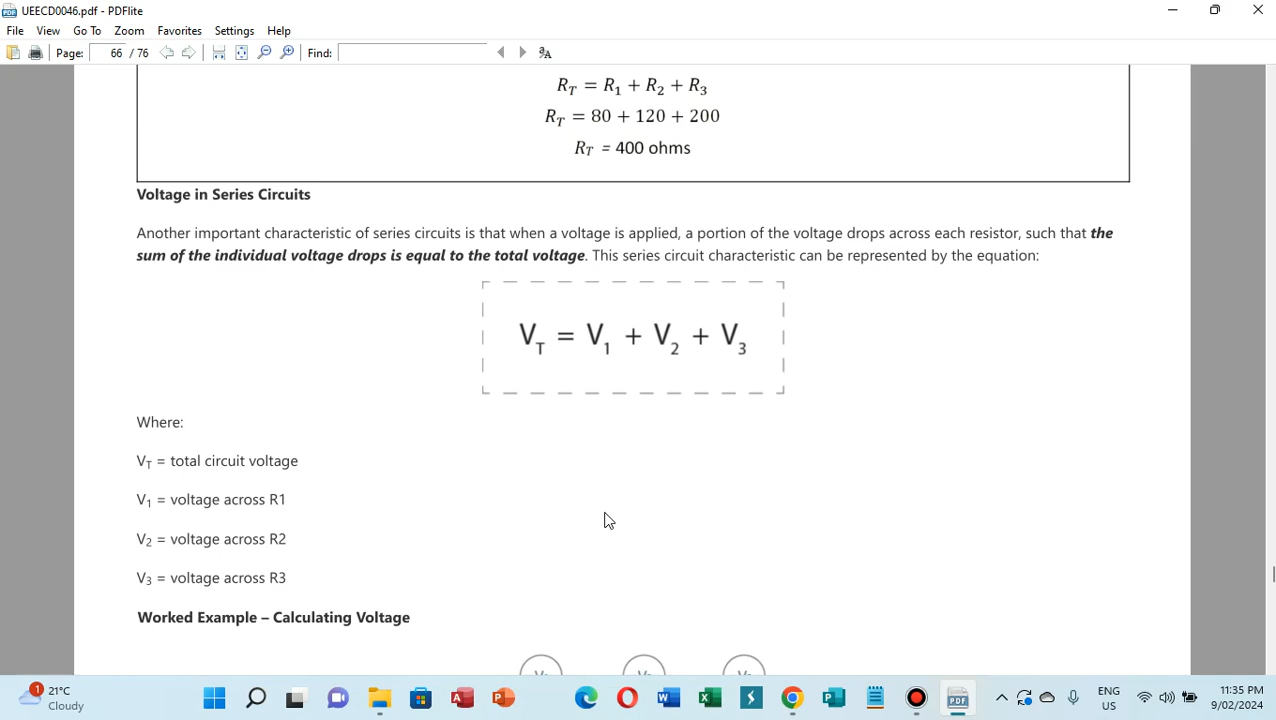 UEECD0046.pdf - PDFlite
File View Go To Zoom Favorites Settings Help
Page: 66 / 76 Find:
R_T = R_1 + R_2 + R_3
R_T = 80 + 120 + 200
R_T = 400 ohms
Voltage in Series Circuits
Another important characteristic of series circuits is that when a voltage is applied, a portion of the voltage drops across each resistor, such that the
sum of the individual voltage drops is equal to the total voltage. This series circuit characteristic can be represented by the equation:
V_T = V_1 + V_2 + V_3
Where:
V_T = total circuit voltage
V_1 = voltage across R1
V_2 = voltage across R2
V_3 = voltage across R3
Worked Example – Calculating Voltage
1 21°C
Cloudy
ENG
US
11:35 PM
9/02/2024